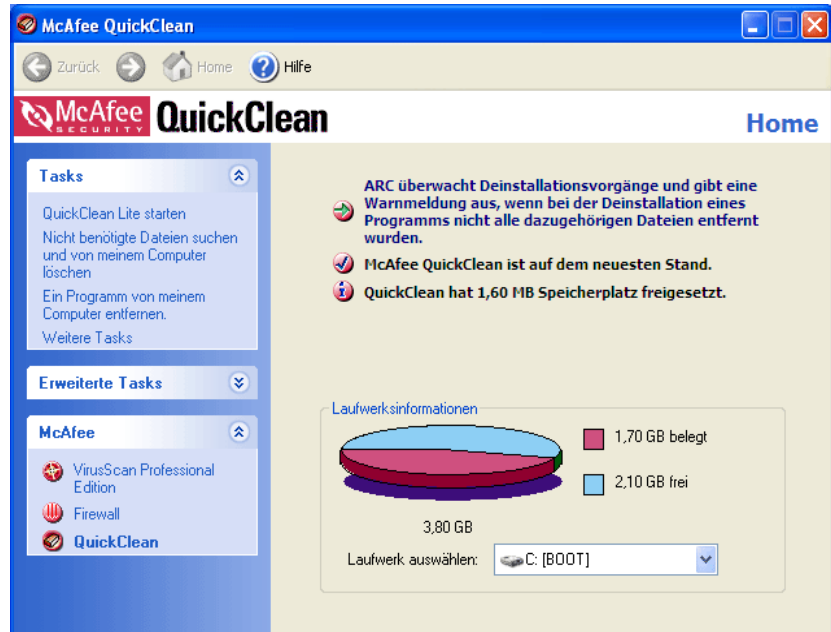 McAfee QuickClean
Zurück Home Hilfe
McAfee SECURITY QuickClean
Home
Tasks
QuickClean Lite starten
Nicht benötigte Dateien suchen
und von meinem Computer
löschen
Ein Programm von meinem
Computer entfernen.
Weitere Tasks
Erweiterte Tasks
McAfee
VirusScan Professional
Edition
Firewall
QuickClean
ARC überwacht Deinstallationsvorgänge und gibt eine
Warnmeldung aus, wenn bei der Deinstallation eines
Programms nicht alle dazugehörigen Dateien entfernt
wurden.
McAfee QuickClean ist auf dem neuesten Stand.
QuickClean hat 1,60 MB Speicherplatz freigesetzt.
Laufwerksinformationen
1,70 GB belegt
2,10 GB frei
3,80 GB
Laufwerk auswählen: C: [BOOT]